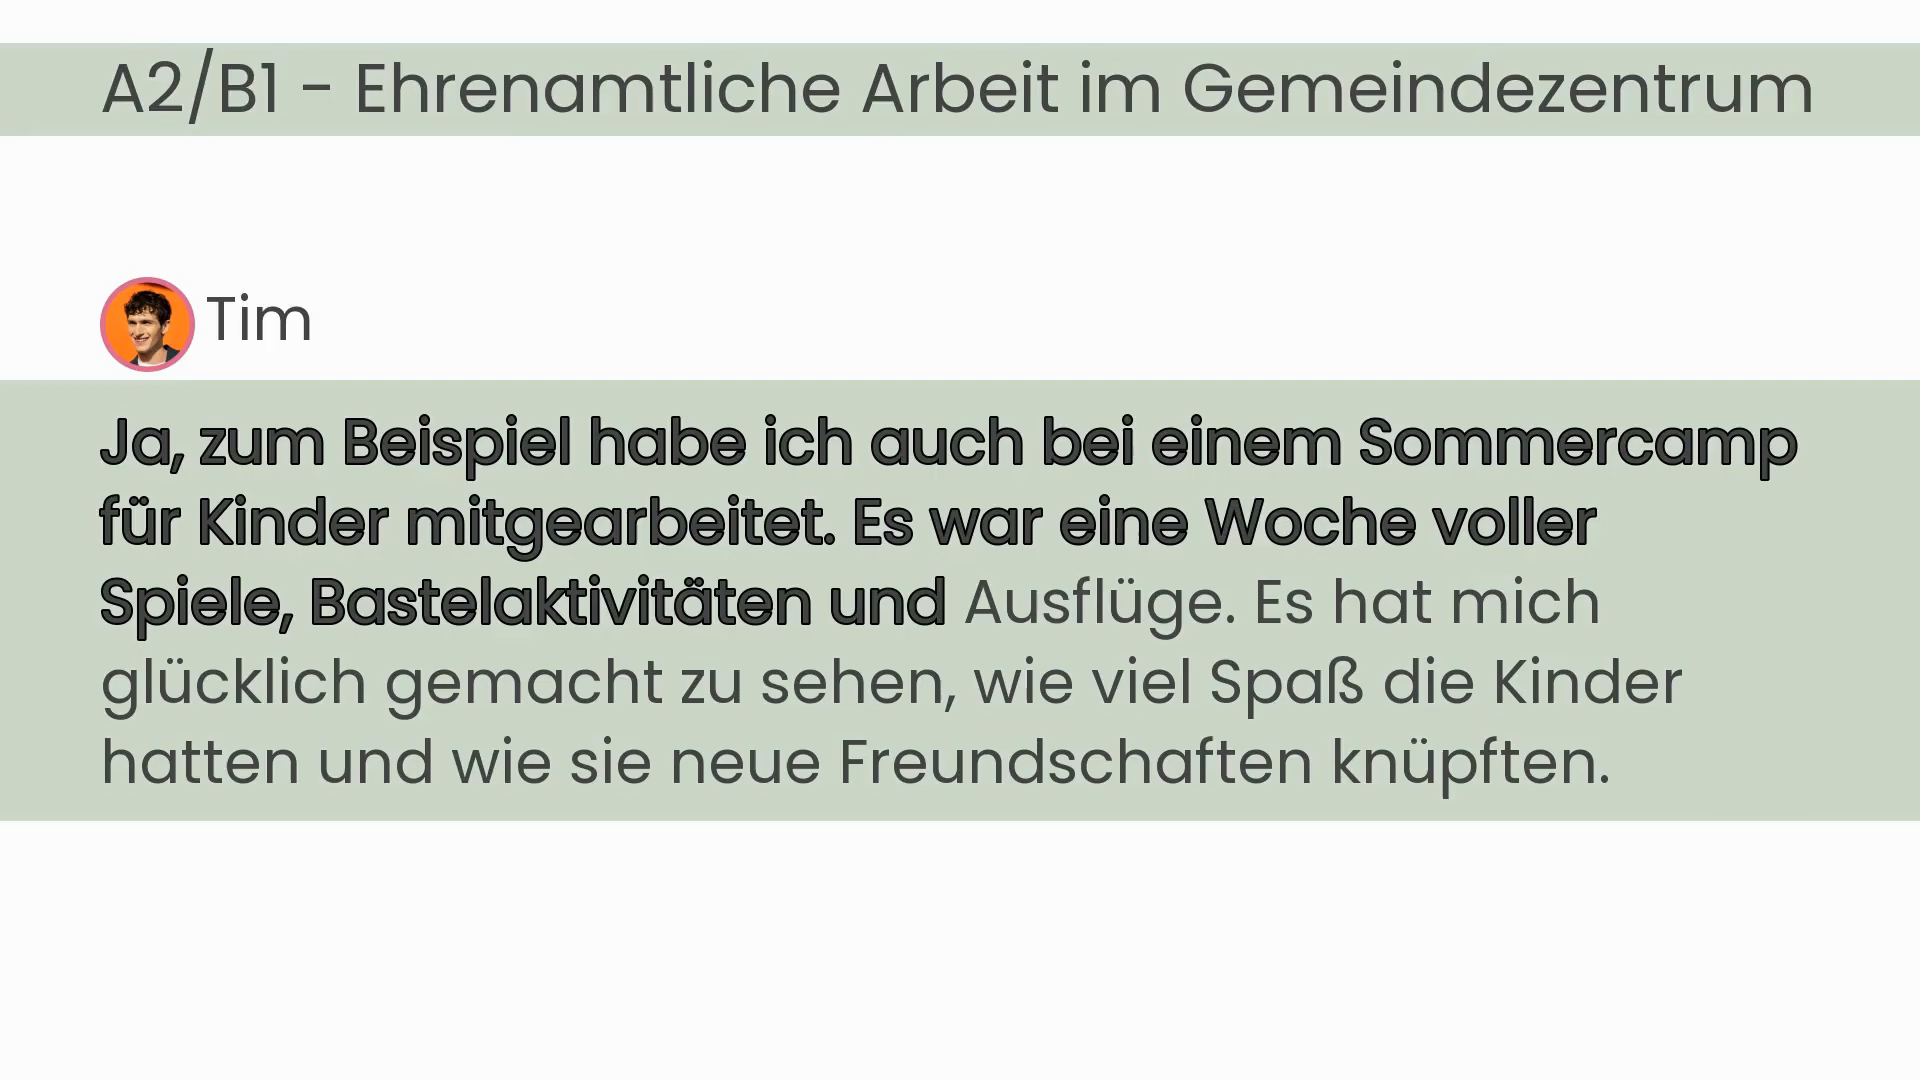 A2/B1 - Ehrenamtliche Arbeit im Gemeindezentrum
Tim
Ja, zum Beispiel habe ich auch bei einem Sommercamp
für Kinder mitgearbeitet. Es war eine Woche voller
Spiele, Bastelaktivitäten und Ausflüge. Es hat mich
glücklich gemacht zu sehen, wie viel Spaß die Kinder
hatten und wie sie neue Freundschaften knüpften.